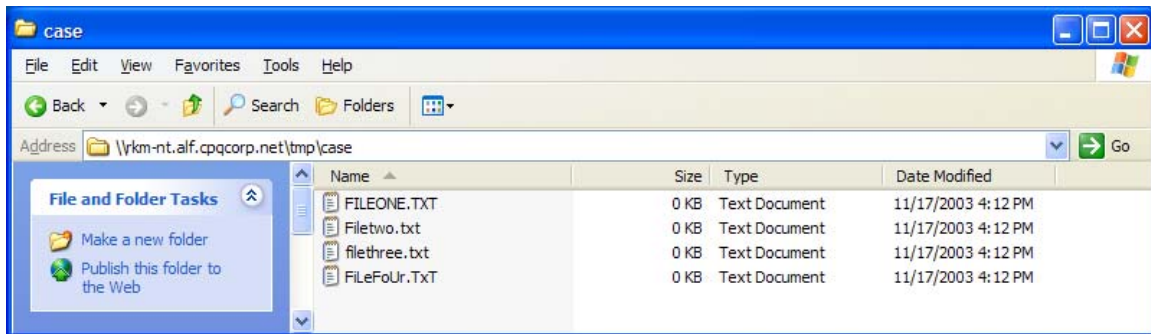 case
File Edit View Favorites Tools Help
Back Search Folders
Address \\rkm-nt.alf.cpqcorp.net\tmp\case Go
Name Size Type Date Modified
File and Folder Tasks
Make a new folder
Publish this folder to
the Web
FILEONE.TXT 0 KB Text Document 11/17/2003 4:12 PM
Filetwo.txt 0 KB Text Document 11/17/2003 4:12 PM
filethree.txt 0 KB Text Document 11/17/2003 4:12 PM
FiLeFoUr.TxT 0 KB Text Document 11/17/2003 4:12 PM